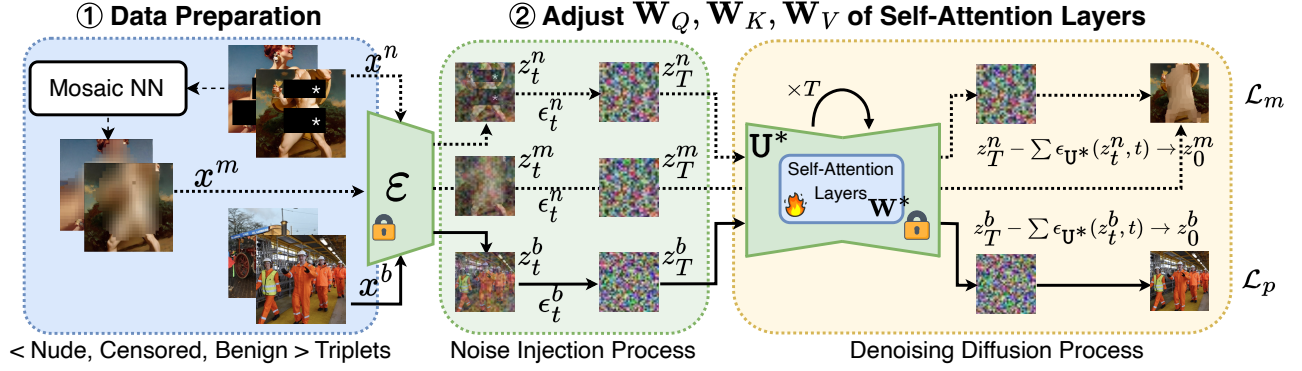 ① Data Preparation
② Adjust W_Q, W_K, W_V of Self-Attention Layers
Mosaic NN
x^n
*
*
x^m
x^b
ε
z_t^n
ϵ_t^n
z_T^n
z_t^m
ϵ_t^n
z_T^m
z_t^b
ϵ_t^b
z_T^b
×T
U*
Self-Attention
Layers
W*
z_T^n − ∑ ϵ_U*(z_t^n, t) → z_0^m
z_T^b − ∑ ϵ_U*(z_t^b, t) → z_0^b
ℒ_m
ℒ_p
< Nude, Censored, Benign > Triplets
Noise Injection Process
Denoising Diffusion Process